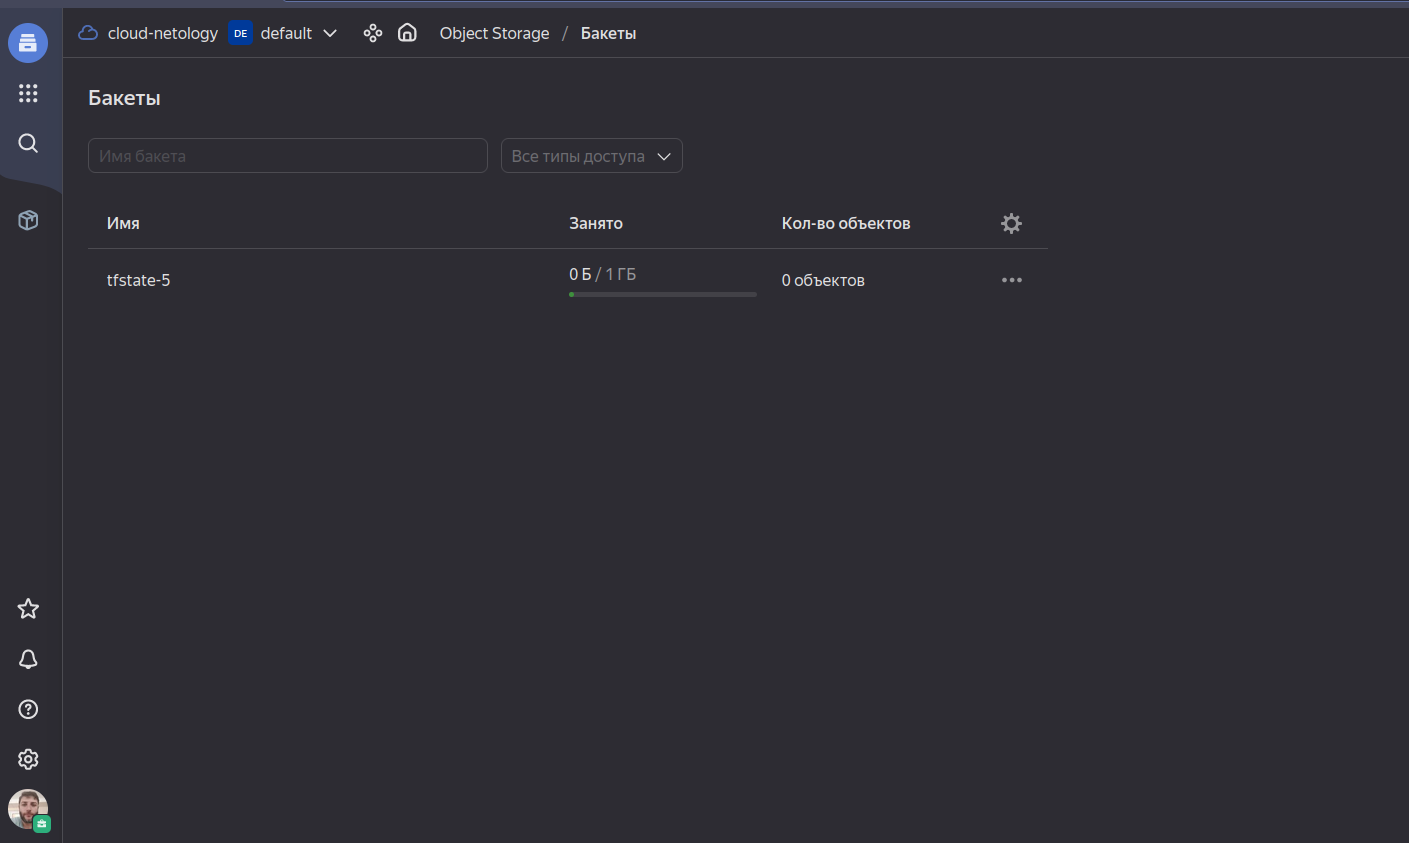 cloud-netology DE default Object Storage / Бакеты
Бакеты
Имя бакета Все типы доступа
Имя Занято Кол-во объектов
tfstate-5 0 Б / 1 ГБ 0 объектов